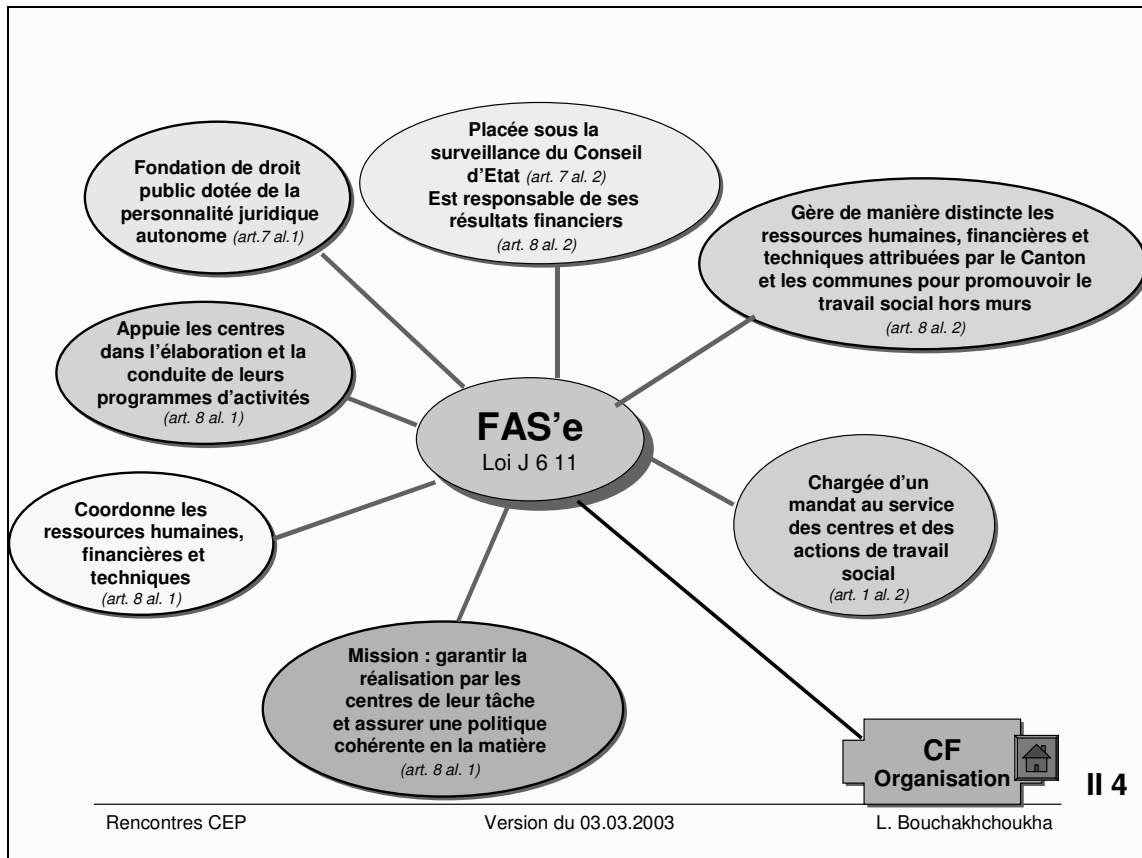 Fondation de droit
public dotée de la
personnalité juridique
autonome (art.7 al.1)
Placée sous la
surveillance du Conseil
d’Etat (art. 7 al. 2)
Est responsable de ses
résultats financiers
(art. 8 al. 2)
Gère de manière distincte les
ressources humaines, financières et
techniques attribuées par le Canton
et les communes pour promouvoir le
travail social hors murs
(art. 8 al. 2)
Appuie les centres
dans l’élaboration et la
conduite de leurs
programmes d’activités
(art. 8 al. 1)
FAS’e
Loi J 6 11
Chargée d’un
mandat au service
des centres et des
actions de travail
social
(art. 1 al. 2)
Coordonne les
ressources humaines,
financières et
techniques
(art. 8 al. 1)
Mission : garantir la
réalisation par les
centres de leur tâche
et assurer une politique
cohérente en la matière
(art. 8 al. 1)
CF
Organisation
II 4
Rencontres CEP
Version du 03.03.2003
L. Bouchakhchoukha